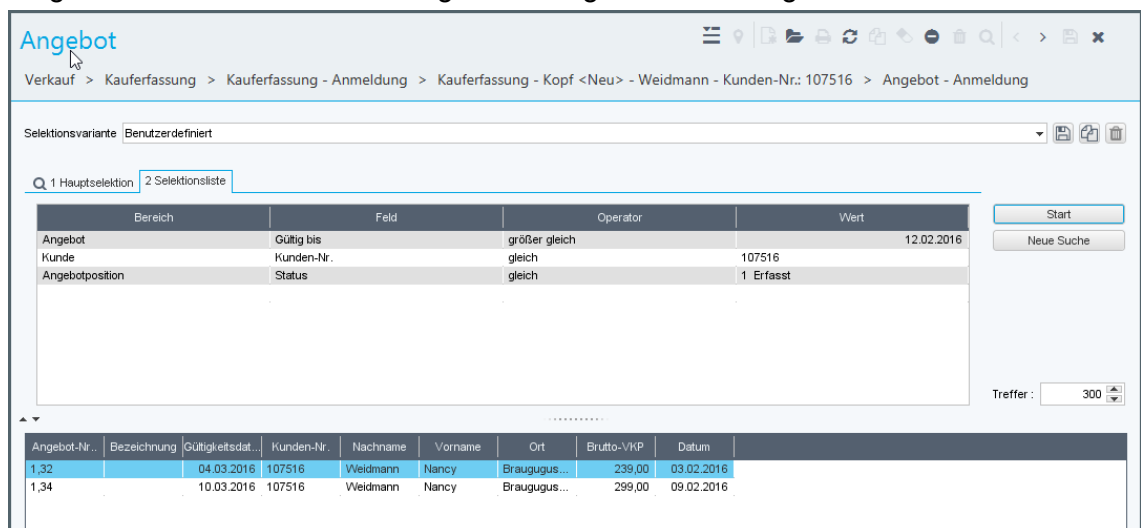 Angebot
Verkauf > Kauferfassung > Kauferfassung - Anmeldung > Kauferfassung - Kopf <Neu> - Weidmann - Kunden-Nr.: 107516 > Angebot - Anmeldung
Selektionsvariante Benutzerdefiniert
1 Hauptselektion 2 Selektionsliste
Bereich Feld Operator Wert Start
Angebot Gültig bis größer gleich 12.02.2016 Neue Suche
Kunde Kunden-Nr. gleich 107516
Angebotposition Status gleich 1 Erfasst
Treffer : 300
Angebot-Nr... Bezeichnung Gültigkeitsdat... Kunden-Nr. Nachname Vorname Ort Brutto-VKP Datum
1,32 04.03.2016 107516 Weidmann Nancy Braugugus... 239,00 03.02.2016
1,34 10.03.2016 107516 Weidmann Nancy Braugugus... 299,00 09.02.2016